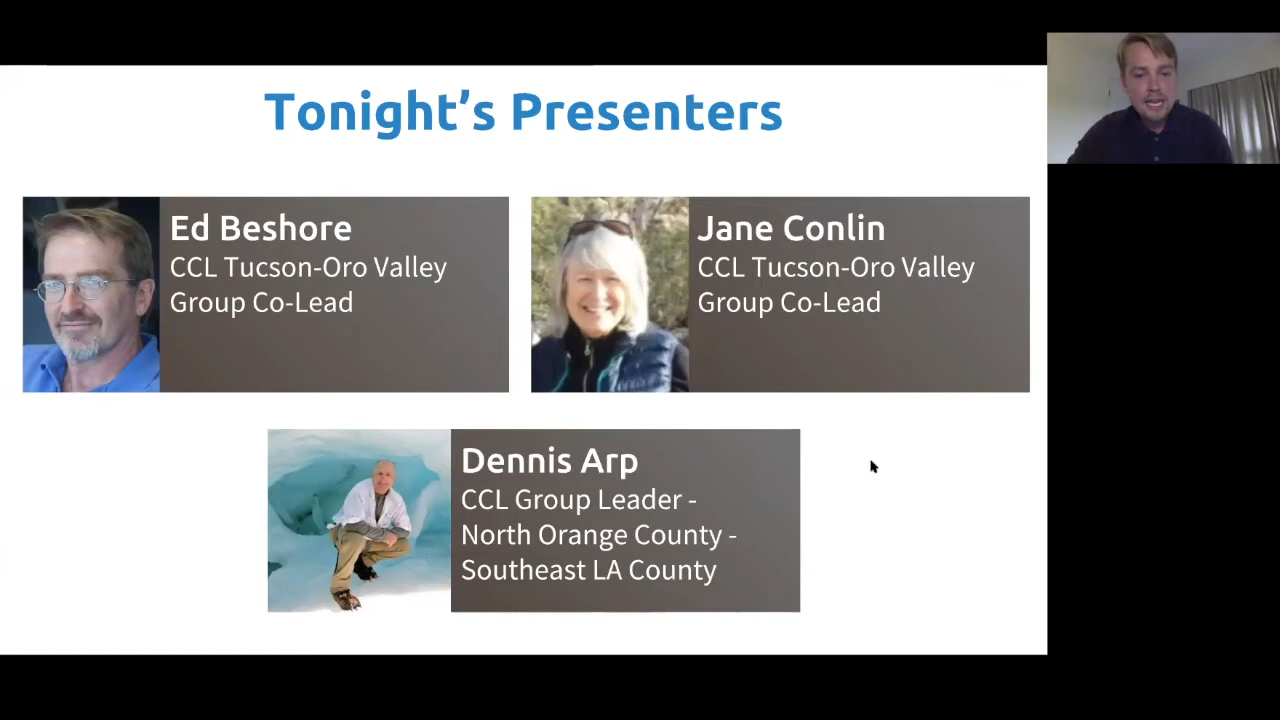 Tonight's Presenters
Ed Beshore
CCL Tucson-Oro Valley
Group Co-Lead
Jane Conlin
CCL Tucson-Oro Valley
Group Co-Lead
Dennis Arp
CCL Group Leader -
North Orange County -
Southeast LA County